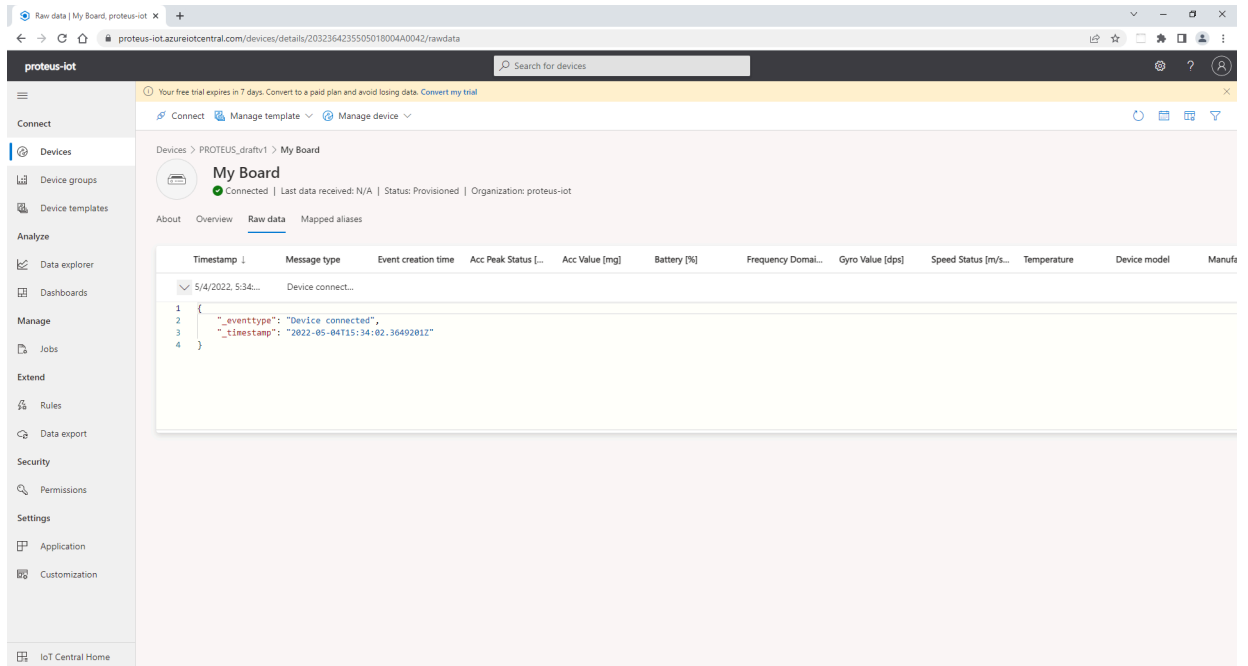 Raw data | My Board, proteus-iot
proteus-iot.azureiotcentral.com/devices/details/2032364235505018004A0042/rawdata
proteus-iot
Search for devices
Your free trial expires in 7 days. Convert to a paid plan and avoid losing data. Convert my trial
Connect
Devices
Device groups
Device templates
Analyze
Data explorer
Dashboards
Manage
Jobs
Extend
Rules
Data export
Security
Permissions
Settings
Application
Customization
IoT Central Home
Connect Manage template Manage device
Devices > PROTEUS_draftv1 > My Board
My Board
Connected | Last data received: N/A | Status: Provisioned | Organization: proteus-iot
About Overview Raw data Mapped aliases
Timestamp ↓ Message type Event creation time Acc Peak Status [... Acc Value [mg] Battery [%] Frequency Domai... Gyro Value [dps] Speed Status [m/s... Temperature Device model Manufa
5/4/2022, 5:34:... Device connect...
1 {
2 "_eventtype": "Device connected",
3 "_timestamp": "2022-05-04T15:34:02.3649201Z"
4 }